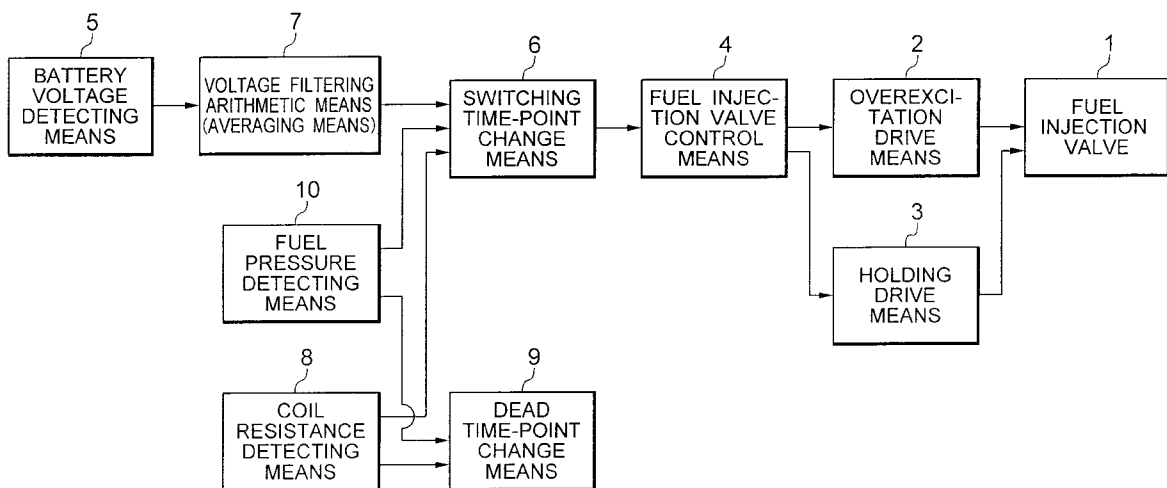 5
BATTERY
VOLTAGE
DETECTING
MEANS
7
VOLTAGE FILTERING
ARITHMETIC MEANS
(AVERAGING MEANS)
6
SWITCHING
TIME-POINT
CHANGE
MEANS
4
FUEL INJEC-
TION VALVE
CONTROL
MEANS
2
OVEREXCI-
TATION
DRIVE
MEANS
1
FUEL
INJECTION
VALVE
10
FUEL
PRESSURE
DETECTING
MEANS
3
HOLDING
DRIVE
MEANS
8
COIL
RESISTANCE
DETECTING
MEANS
9
DEAD
TIME-POINT
CHANGE
MEANS